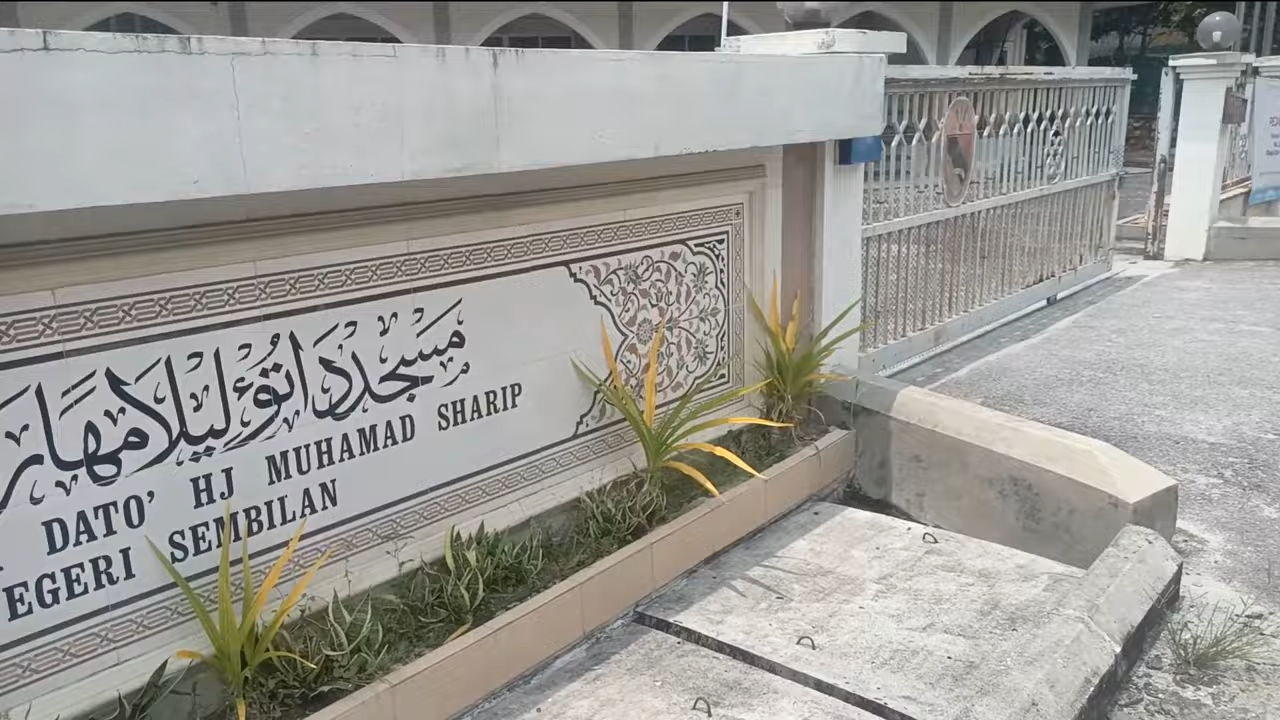 مسجد داتؤ ليلا مهار
DATO' HJ MUHAMAD SHARIP
EGERI SEMBILAN